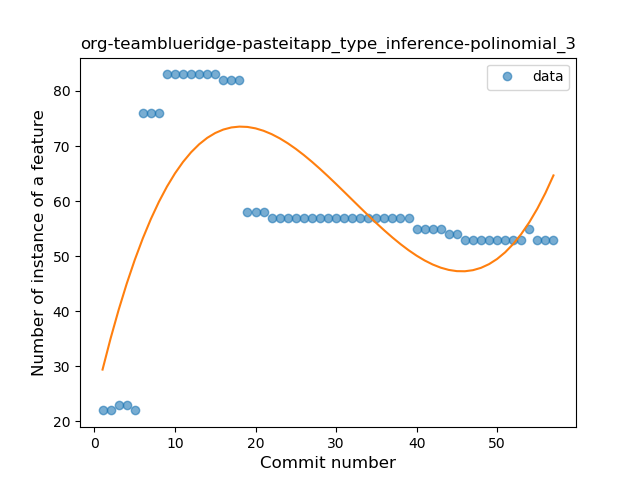 org-teamblueridge-pasteitapp_type_inference-polinomial_3
data
Number of instance of a feature
80
70
60
50
40
30
20
0 10 20 30 40 50
Commit number